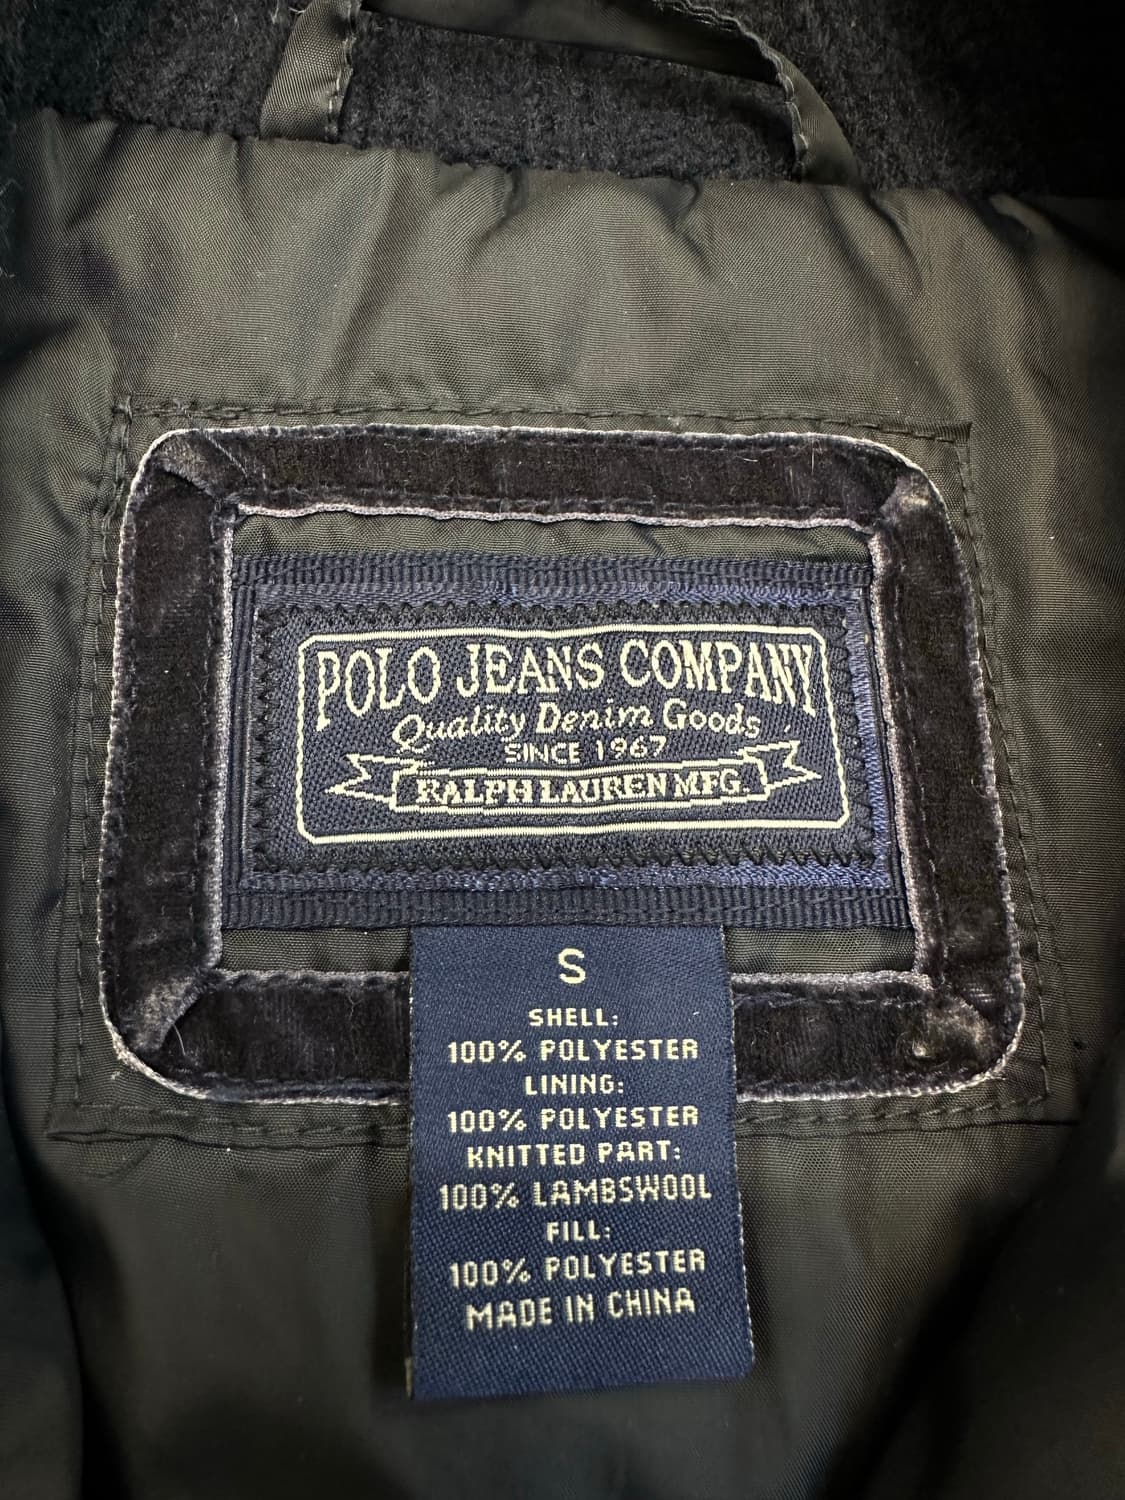 POLO JEANS COMPANY
Quality Denim Goods
SINCE 1967
RALPH LAUREN MFG.
S
SHELL:
100% POLYESTER
LINING:
100% POLYESTER
KNITTED PART:
100% LAMBSWOOL
FILL:
100% POLYESTER
MADE IN CHINA